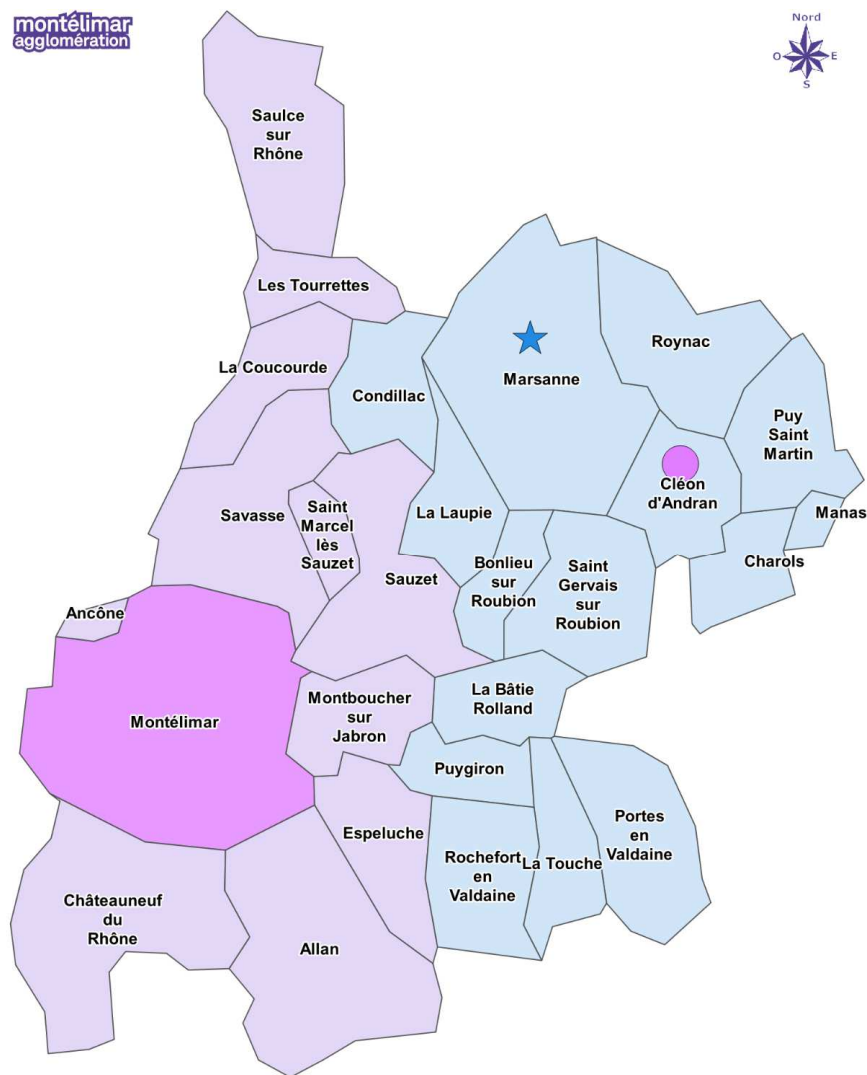 montélimar
agglomération
Nord
O
E
S
Saulce
sur
Rhône
Les Tourrettes
La Coucourde
Condillac
Marsanne
Roynac
Puy
Saint
Martin
Cléon
d'Andran
Manas
Charols
Savasse
Saint
Marcel
lès
Sauzet
Sauzet
La Laupie
Bonlieu
sur
Roubion
Saint
Gervais
sur
Roubion
Ancône
Montélimar
Montboucher
sur
Jabron
La Bâtie
Rolland
Puygiron
Espeluche
Rochefort
en
Valdaine
La Touche
Portes
en
Valdaine
Châteauneuf
du
Rhône
Allan